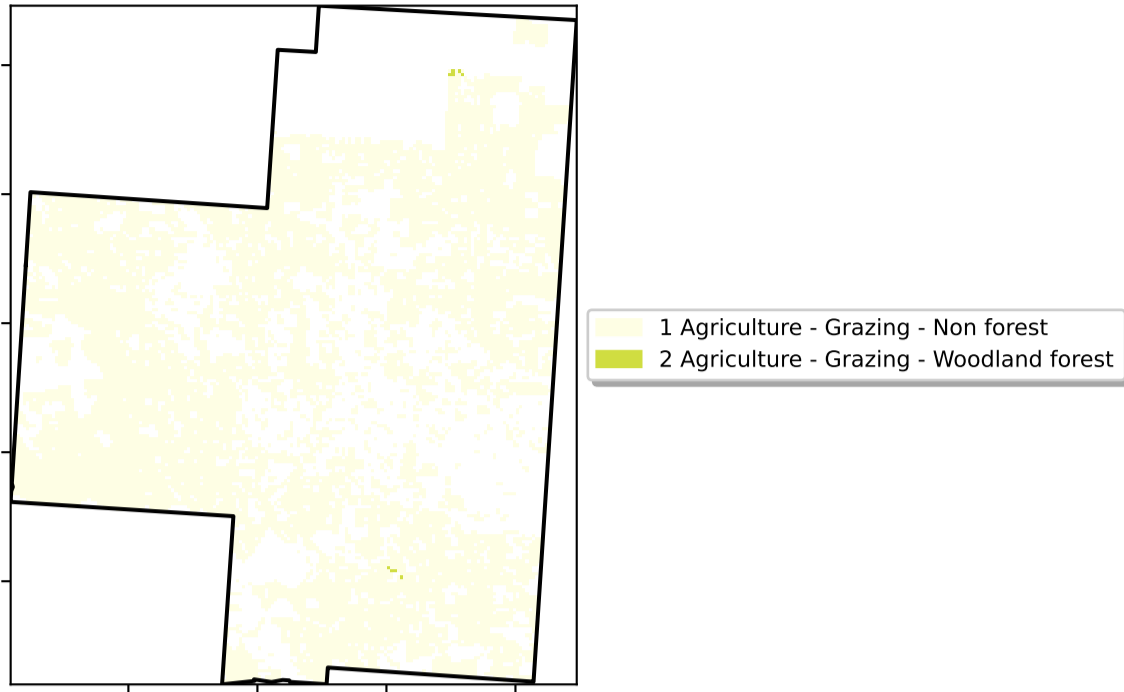 1 Agriculture - Grazing - Non forest
2 Agriculture - Grazing - Woodland forest